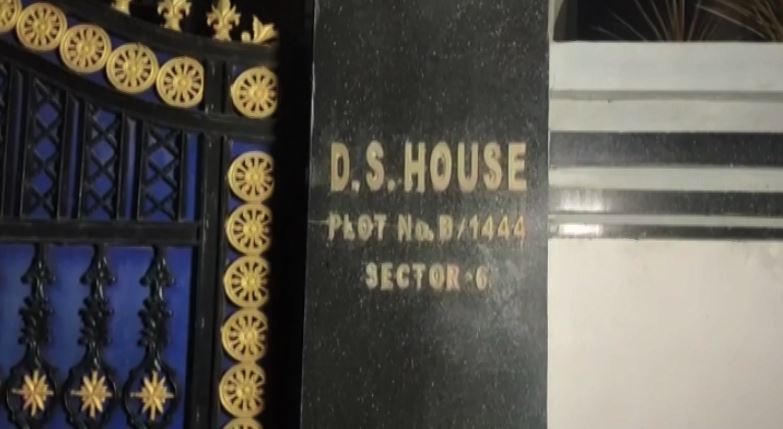 D.S. HOUSE
PLOT No. B/1444
SECTOR-6